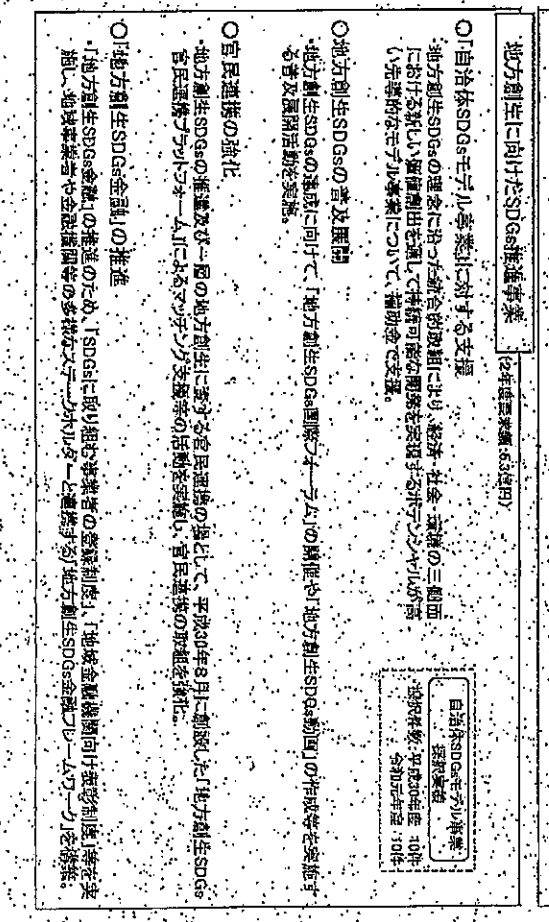 地方創生に向けたSDGs推進事業
(2年度要求額:6.3億円)
○「自治体SDGsモデル事業」に対する支援
・地方創生SDGsの理念に沿った統合的取組により、経済・社会・環境の三側面
における新しい価値創出を通して持続可能な開発を実現するポテンシャルが高
い先導的なモデル事業について、補助金で支援。
自治体SDGsモデル事業
採択実績
選択件数:平成30年度:10件
令和元年度:10件
○地方創生SDGsの普及展開
・地方創生SDGsの達成に向けて、「地方創生SDGs国際フォーラム」の開催や「地方創生SDGs動画」の作成等を実施す
る普及展開活動を実施。
○官民連携の強化
・地方創生SDGsの推進及び一層の地方創生に資する官民連携の場として、平成30年8月に創設した「地方創生SDGs
官民連携プラットフォーム」によるマッチング支援等の活動を実施し、官民連携の取組を強化。
○「地方創生SDGs金融」の推進
・「地方創生SDGs金融」の推進のため、「SDGsに取り組む事業者の登録制度」、「地域金融機関向け表彰制度」等を実
施し、地域事業者や金融機関等の多様なステークホルダーと連携する「地方創生SDGs金融フレームワーク」を構築。